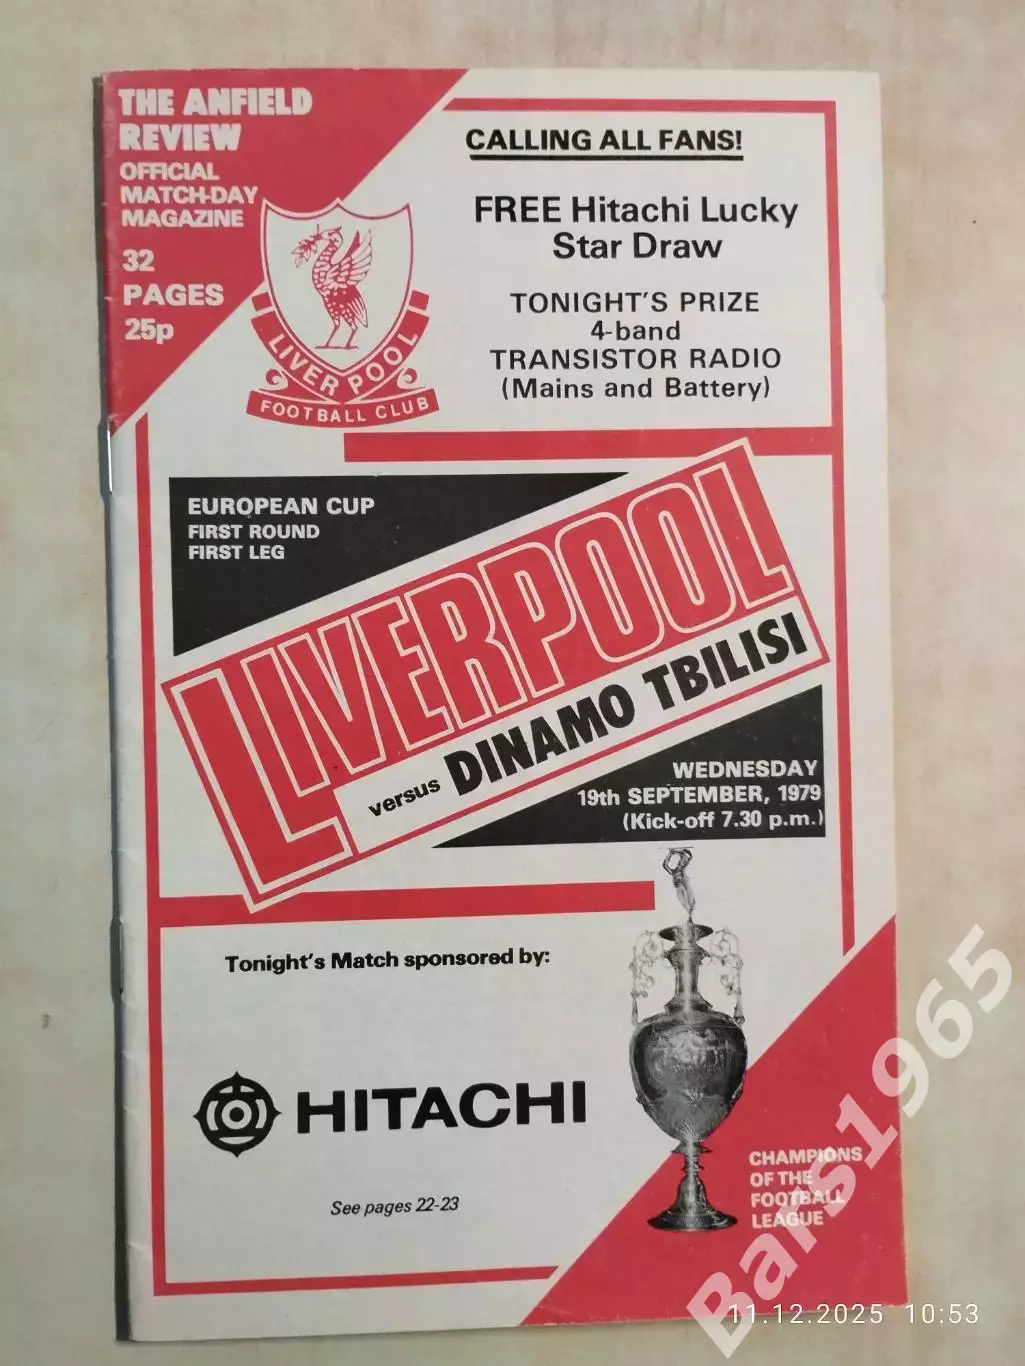 THE ANFIELD
REVIEW
OFFICIAL
MATCH-DAY
MAGAZINE
32
PAGES
25p
LIVERPOOL
FOOTBALL CLUB
CALLING ALL FANS!
FREE Hitachi Lucky
Star Draw
TONIGHT'S PRIZE
4-band
TRANSISTOR RADIO
(Mains and Battery)
EUROPEAN CUP
FIRST ROUND
FIRST LEG
LIVERPOOL
versus DINAMO TBILISI
WEDNESDAY
19th SEPTEMBER, 1979
(Kick-off 7.30 p.m.)
Tonight's Match sponsored by:
HITACHI
See pages 22-23
CHAMPIONS
OF THE
FOOTBALL
LEAGUE
Bars1965
11.12.2025 10:53